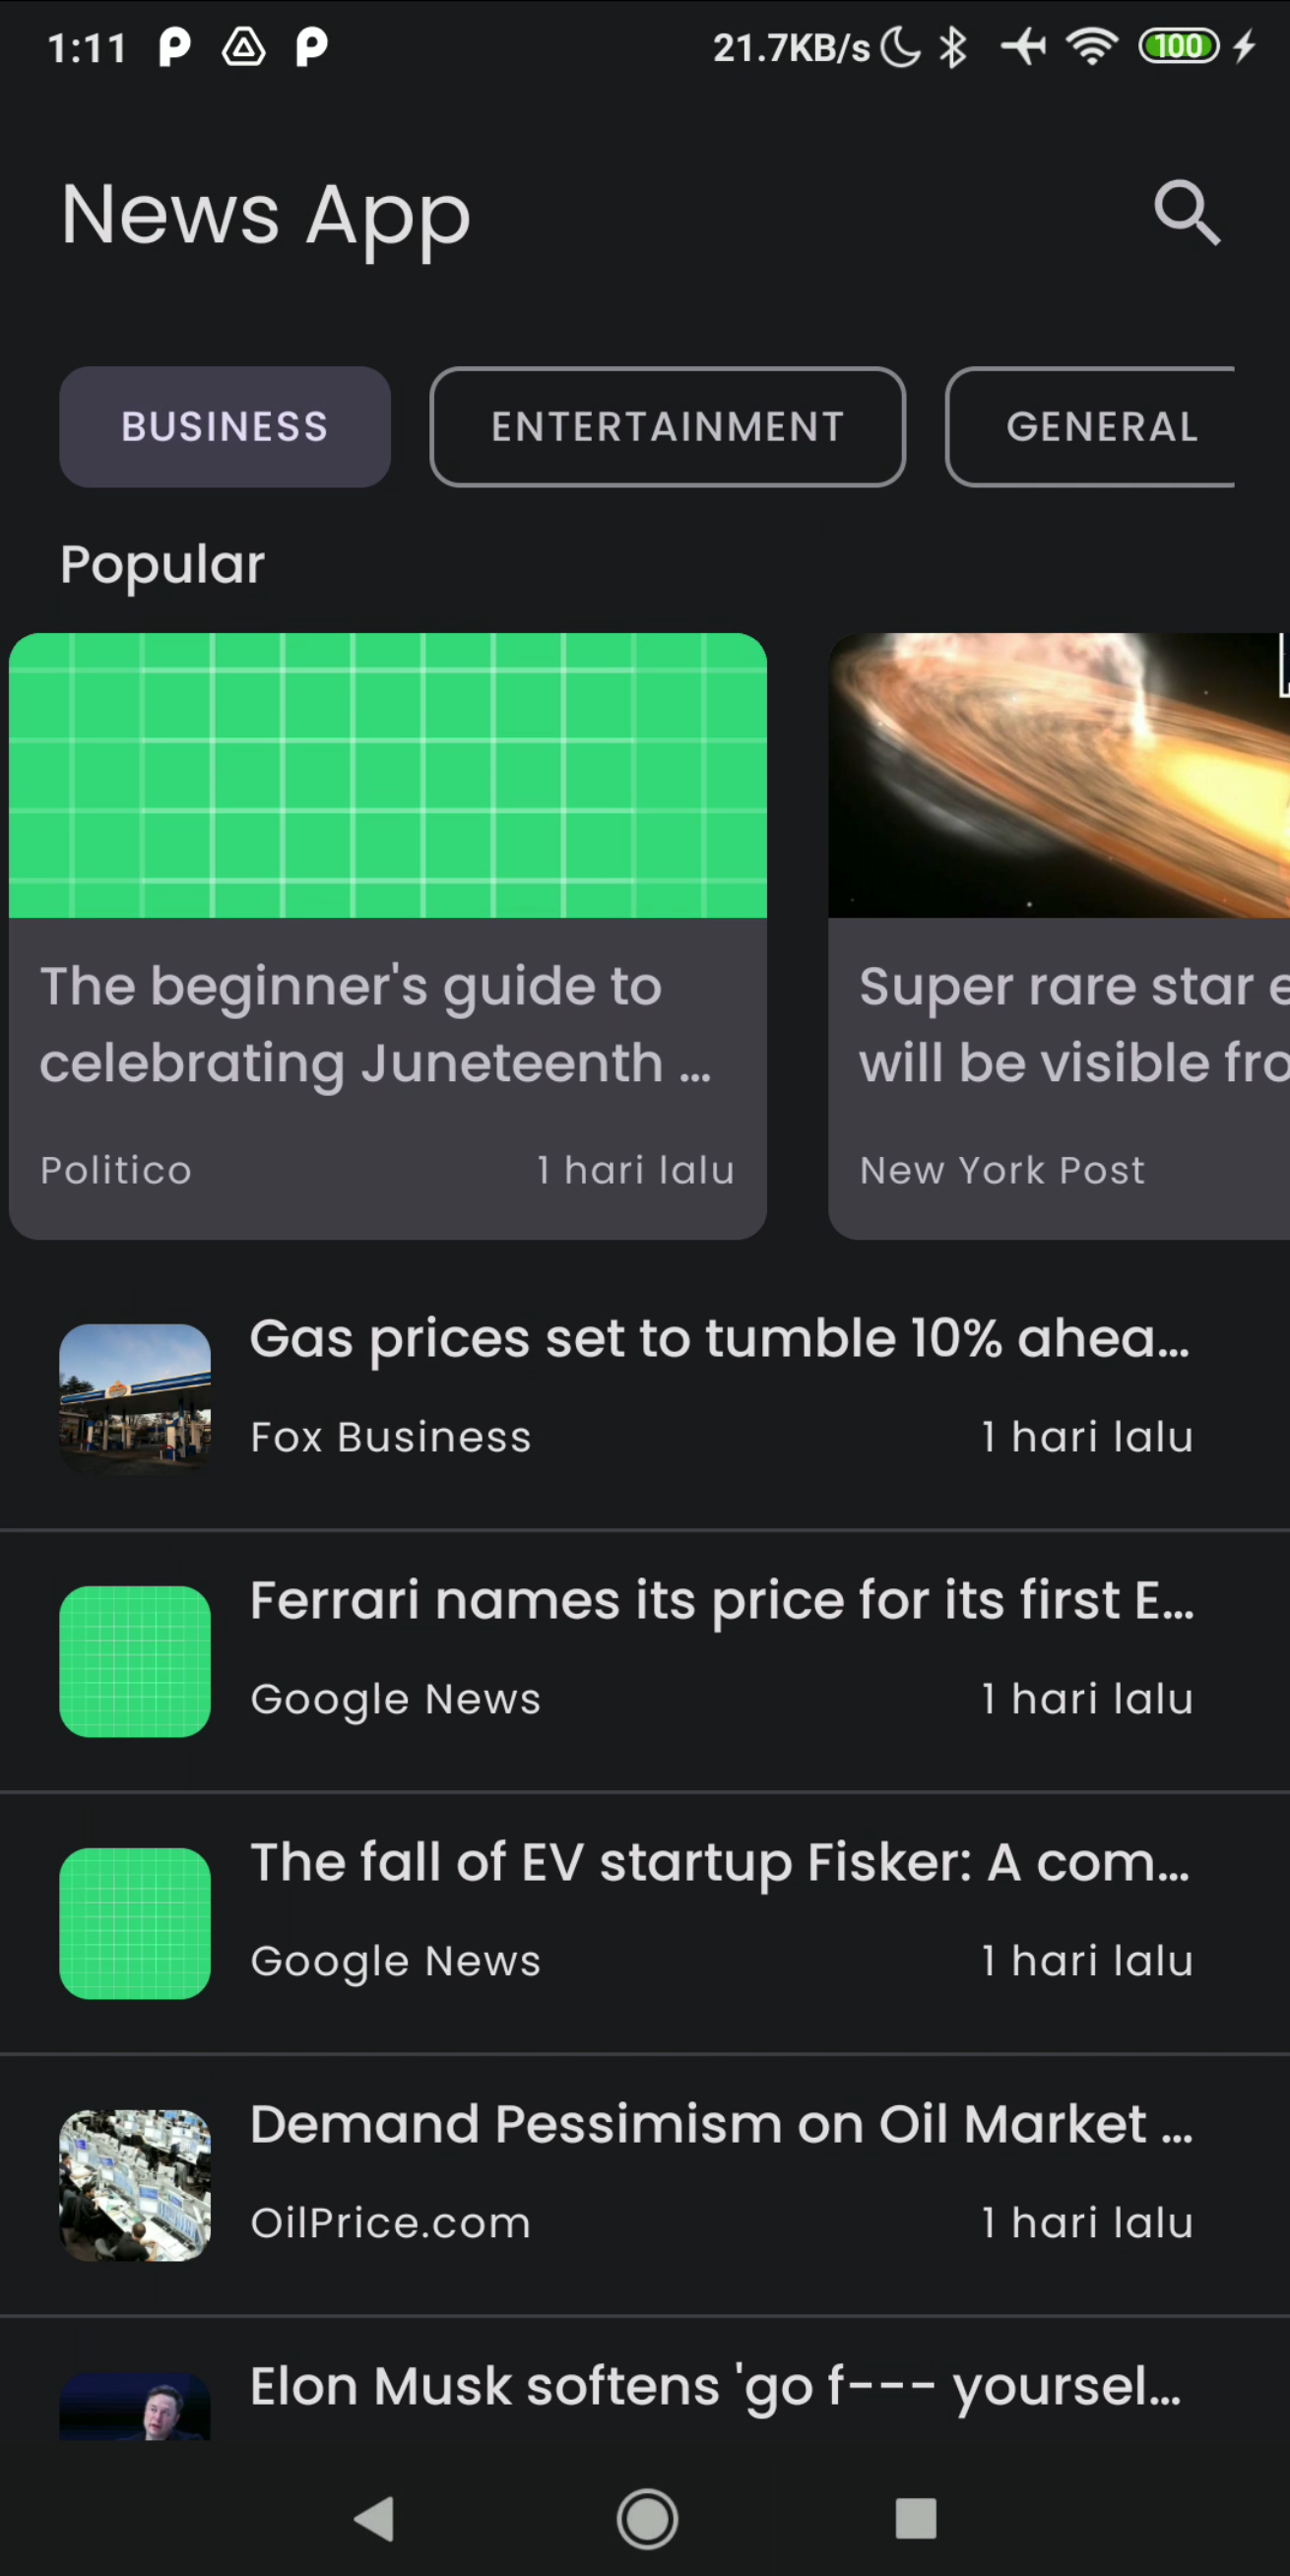 1:11
21.7KB/s
100
News App
BUSINESS
ENTERTAINMENT
GENERAL
Popular
The beginner's guide to
celebrating Juneteenth ...
Politico
1 hari lalu
Super rare star e
will be visible fro
New York Post
Gas prices set to tumble 10% ahea...
Fox Business
1 hari lalu
Ferrari names its price for its first E...
Google News
1 hari lalu
The fall of EV startup Fisker: A com...
Google News
1 hari lalu
Demand Pessimism on Oil Market ...
OilPrice.com
1 hari lalu
Elon Musk softens 'go f--- yoursel...